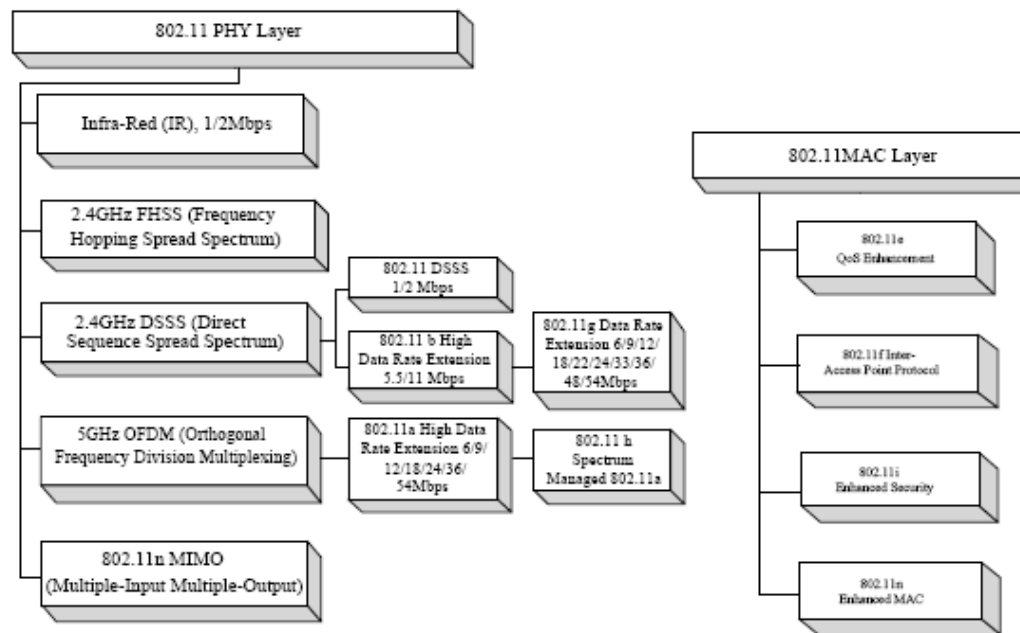 802.11 PHY Layer
Infra-Red (IR), 1/2Mbps
2.4GHz FHSS (Frequency
Hopping Spread Spectrum)
2.4GHz DSSS (Direct
Sequence Spread Spectrum)
802.11 DSSS
1/2 Mbps
802.11 b High
Data Rate Extension
5.5/11 Mbps
802.11g Data Rate
Extension 6/9/12/
18/22/24/33/36/
48/54Mbps
5GHz OFDM (Orthogonal
Frequency Division Multiplexing)
802.11a High Data
Rate Extension 6/9/
12/18/24/36/
54Mbps
802.11 h
Spectrum
Managed 802.11a
802.11n MIMO
(Multiple-Input Multiple-Output)
802.11MAC Layer
802.11e
QoS Enhancement
802.11f Inter-
Access Point Protocol
802.11i
Enhanced Security
802.11n
Enhanced MAC